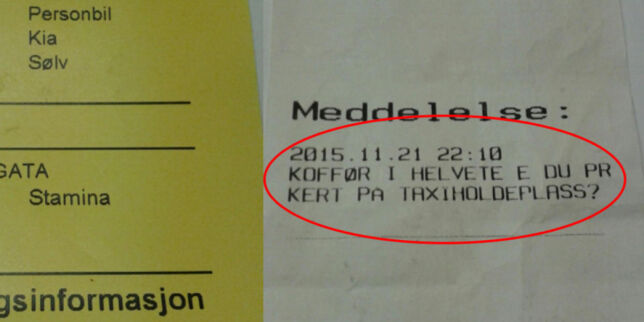 Personbil
Kia
Sølv
GATA
Stamina
gsinformasjon
Meddelelse:
2015.11.21 22:10
KOFFØR I HELVETE E DU PR
KERT PA TAXIHOLDEPLASS?